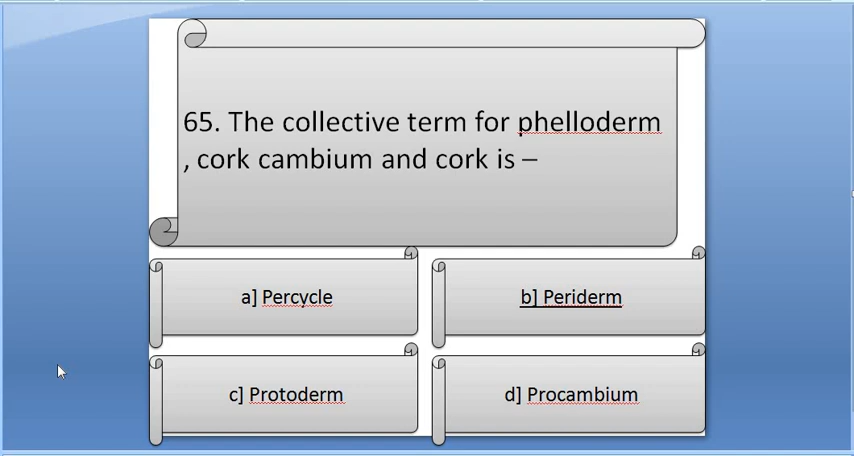 65. The collective term for phelloderm
, cork cambium and cork is –
a] Percycle
b] Periderm
c] Protoderm
d] Procambium